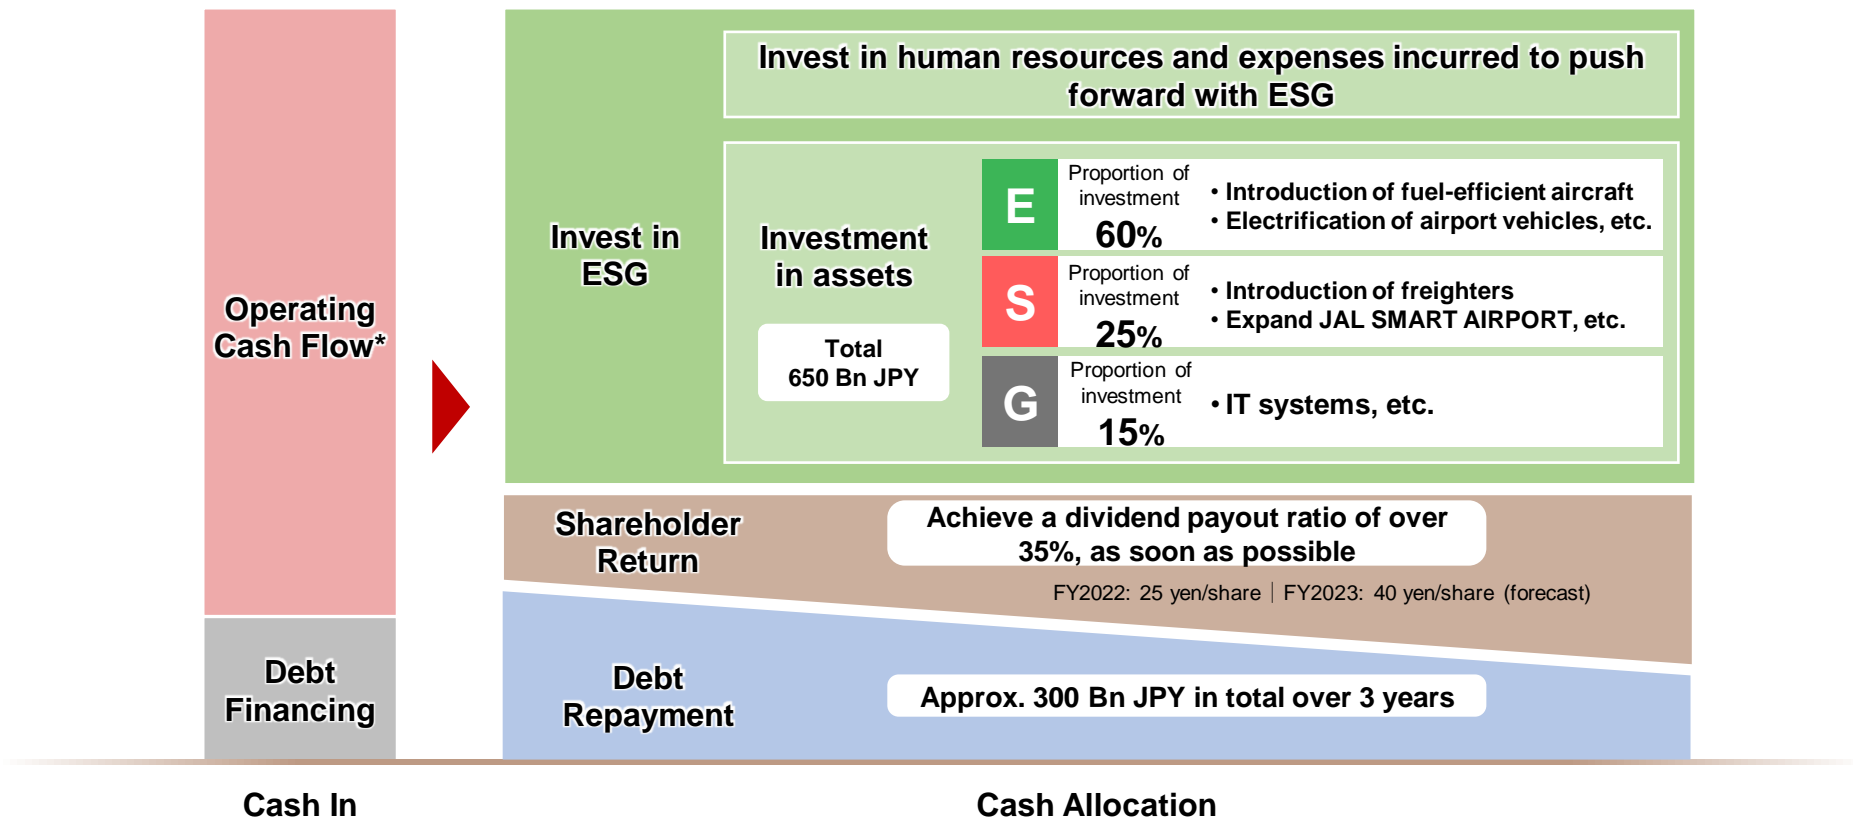 Operating
Cash Flow*
Debt
Financing
Cash In
Invest in
ESG
Invest in human resources and expenses incurred to push
forward with ESG
Investment
in assets
Total
650 Bn JPY
E
Proportion of
investment
60%
• Introduction of fuel-efficient aircraft
• Electrification of airport vehicles, etc.
S
Proportion of
investment
25%
• Introduction of freighters
• Expand JAL SMART AIRPORT, etc.
G
Proportion of
investment
15%
• IT systems, etc.
Shareholder
Return
Achieve a dividend payout ratio of over
35%, as soon as possible
FY2022: 25 yen/share | FY2023: 40 yen/share (forecast)
Debt
Repayment
Approx. 300 Bn JPY in total over 3 years
Cash Allocation